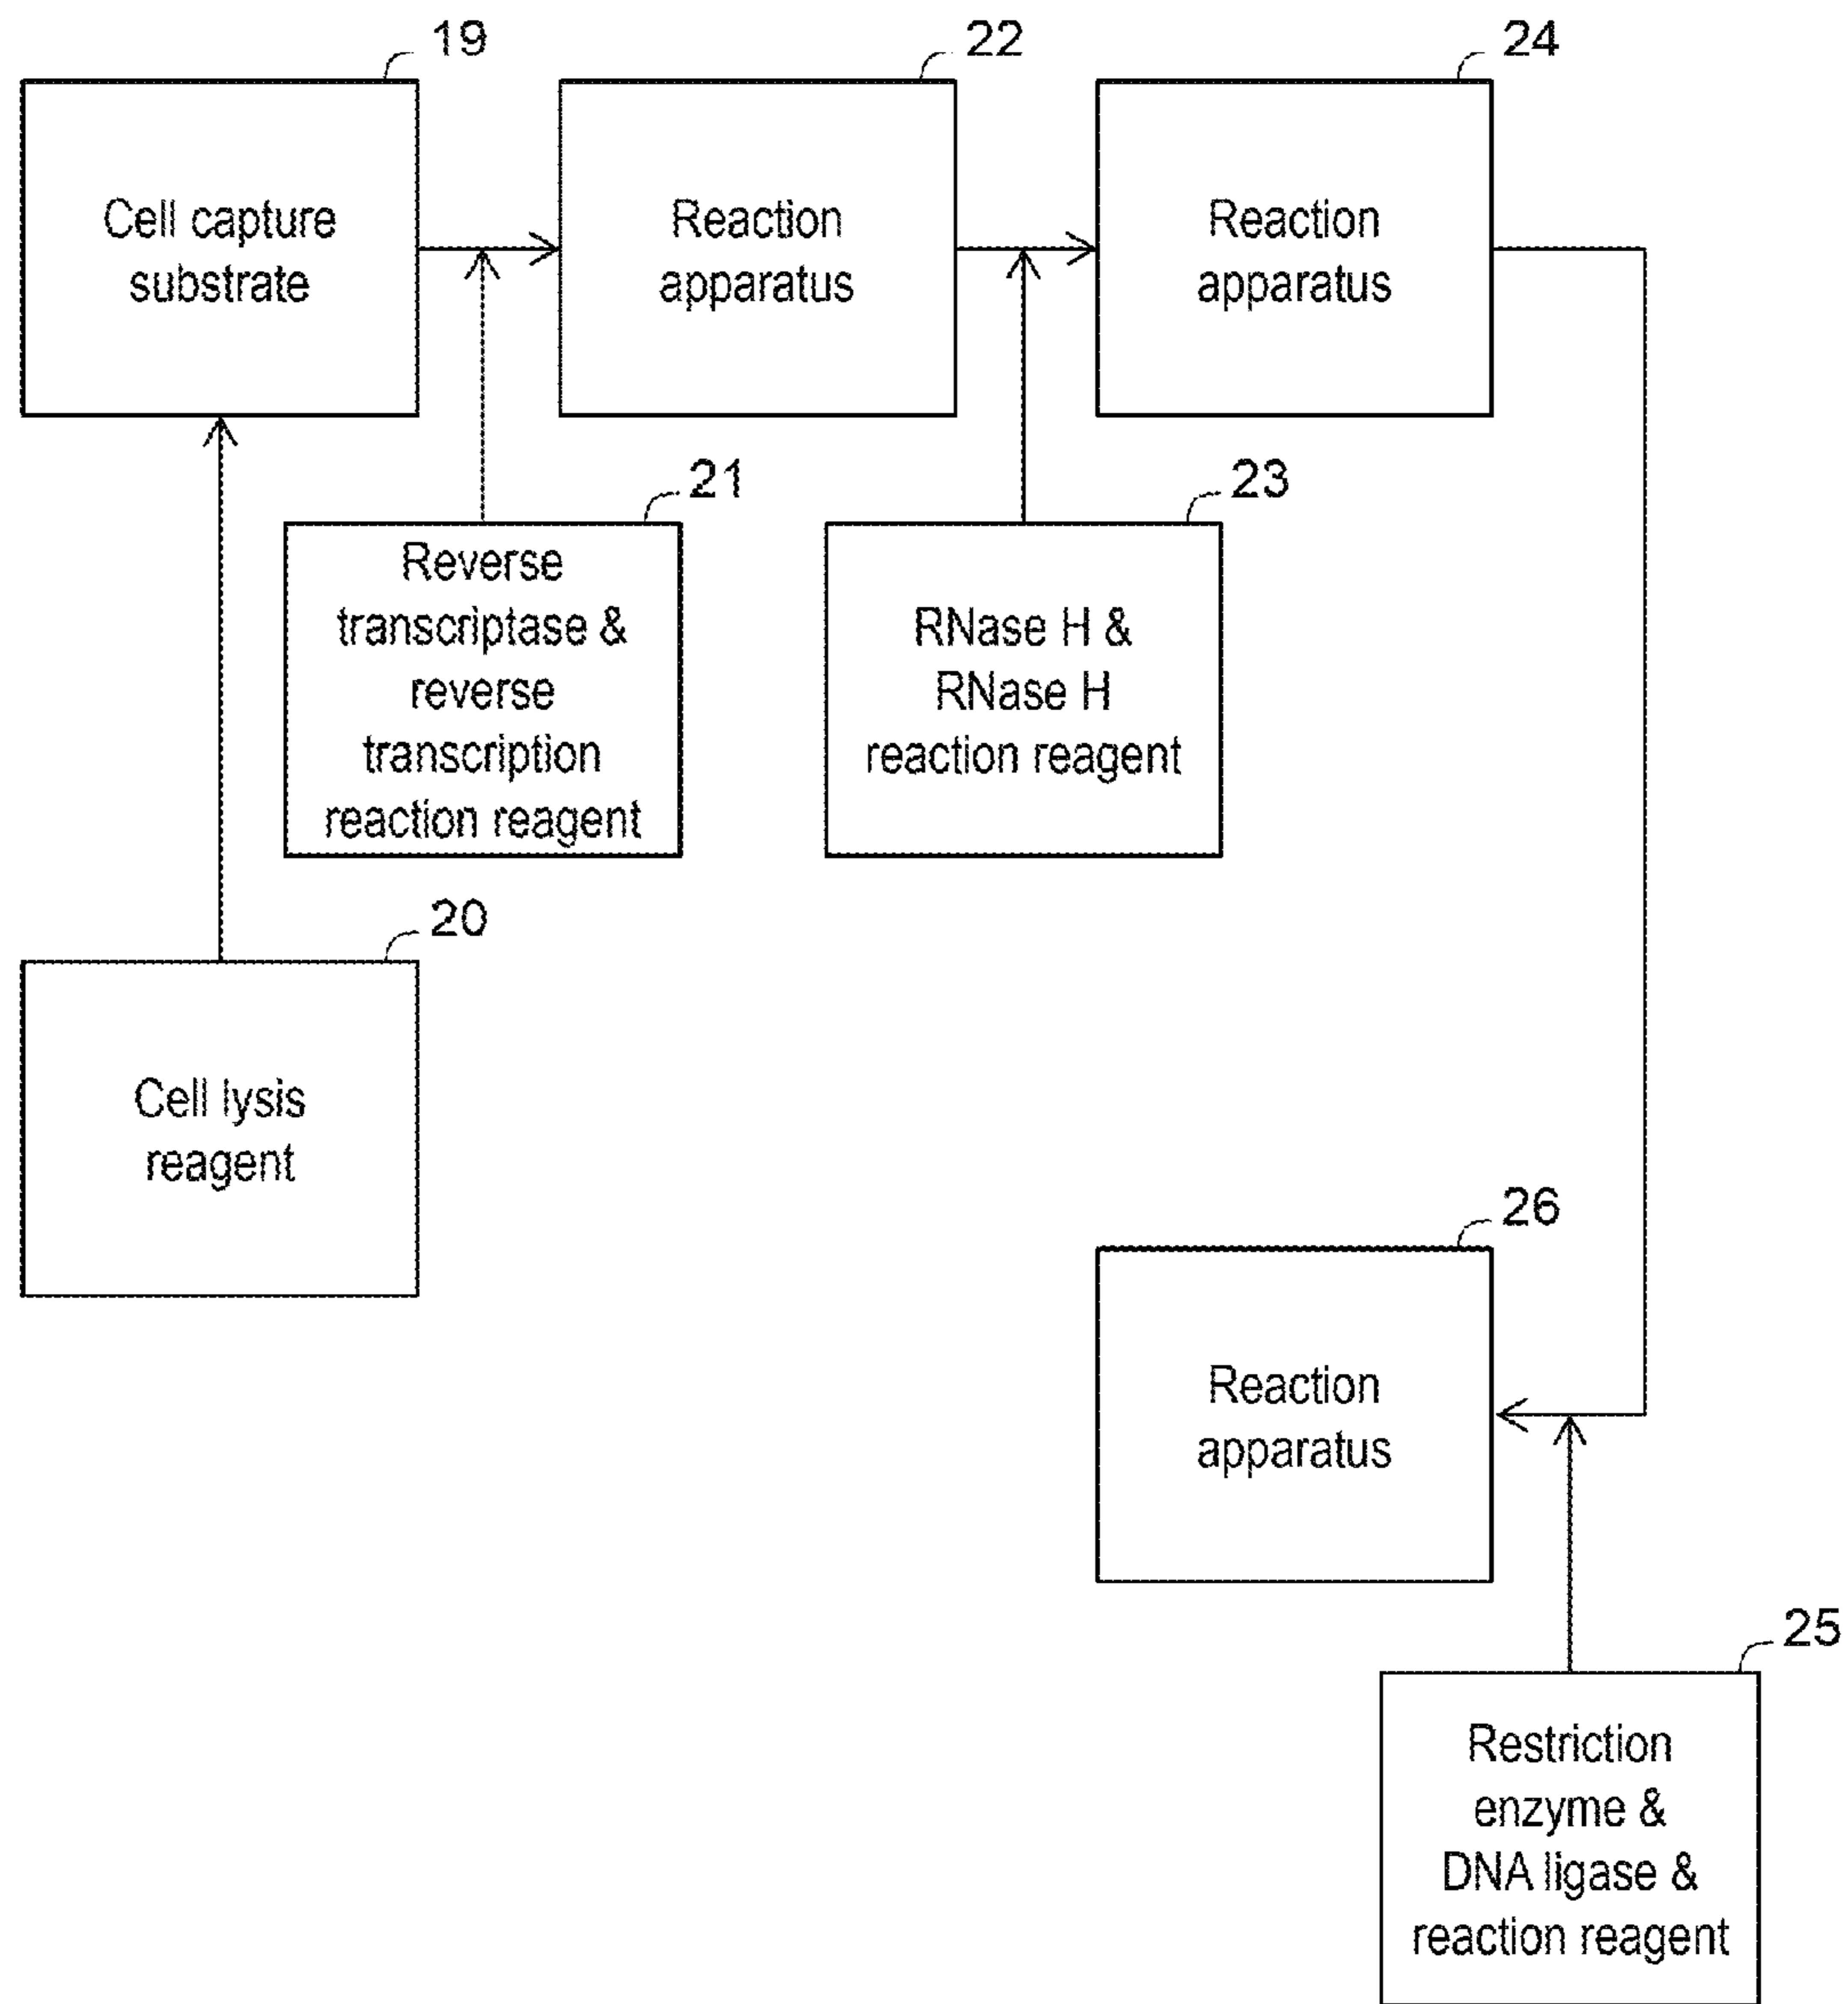 19
Cell capture
substrate
22
Reaction
apparatus
24
Reaction
apparatus
21
Reverse
transcriptase &
reverse
transcription
reaction reagent
23
RNase H &
RNase H
reaction reagent
20
Cell lysis
reagent
26
Reaction
apparatus
25
Restriction
enzyme &
DNA ligase &
reaction reagent